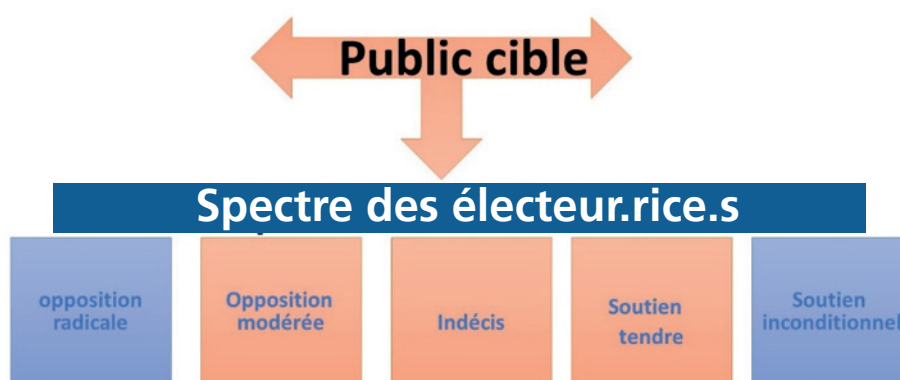 Public cible
Spectre des électeur.rice.s
opposition
radicale
Opposition
modérée
Indécis
Soutien
tendre
Soutien
inconditionnel